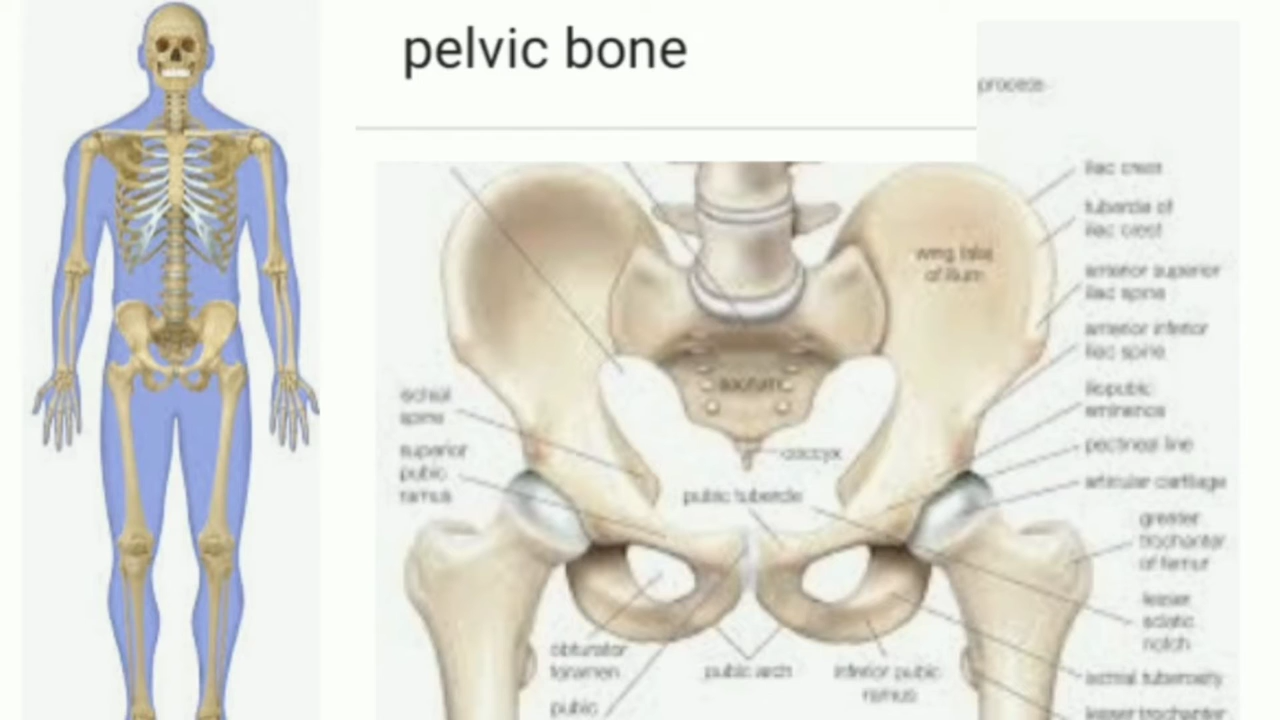 pelvic bone
process
iliac crest
tubercle of
iliac crest
wing (ala)
of ilium
anterior superior
iliac spine
anterior inferior
iliac spine
sacrum
ischial
spine
iliopubic
eminence
superior
pubic
ramus
coccyx
pectineal line
articular cartilage
pubic tubercle
greater
trochanter
of femur
lesser
sciatic
notch
obturator
foramen
pubic arch
inferior pubic
ramus
ischial tuberosity
pubic
lesser trochanter